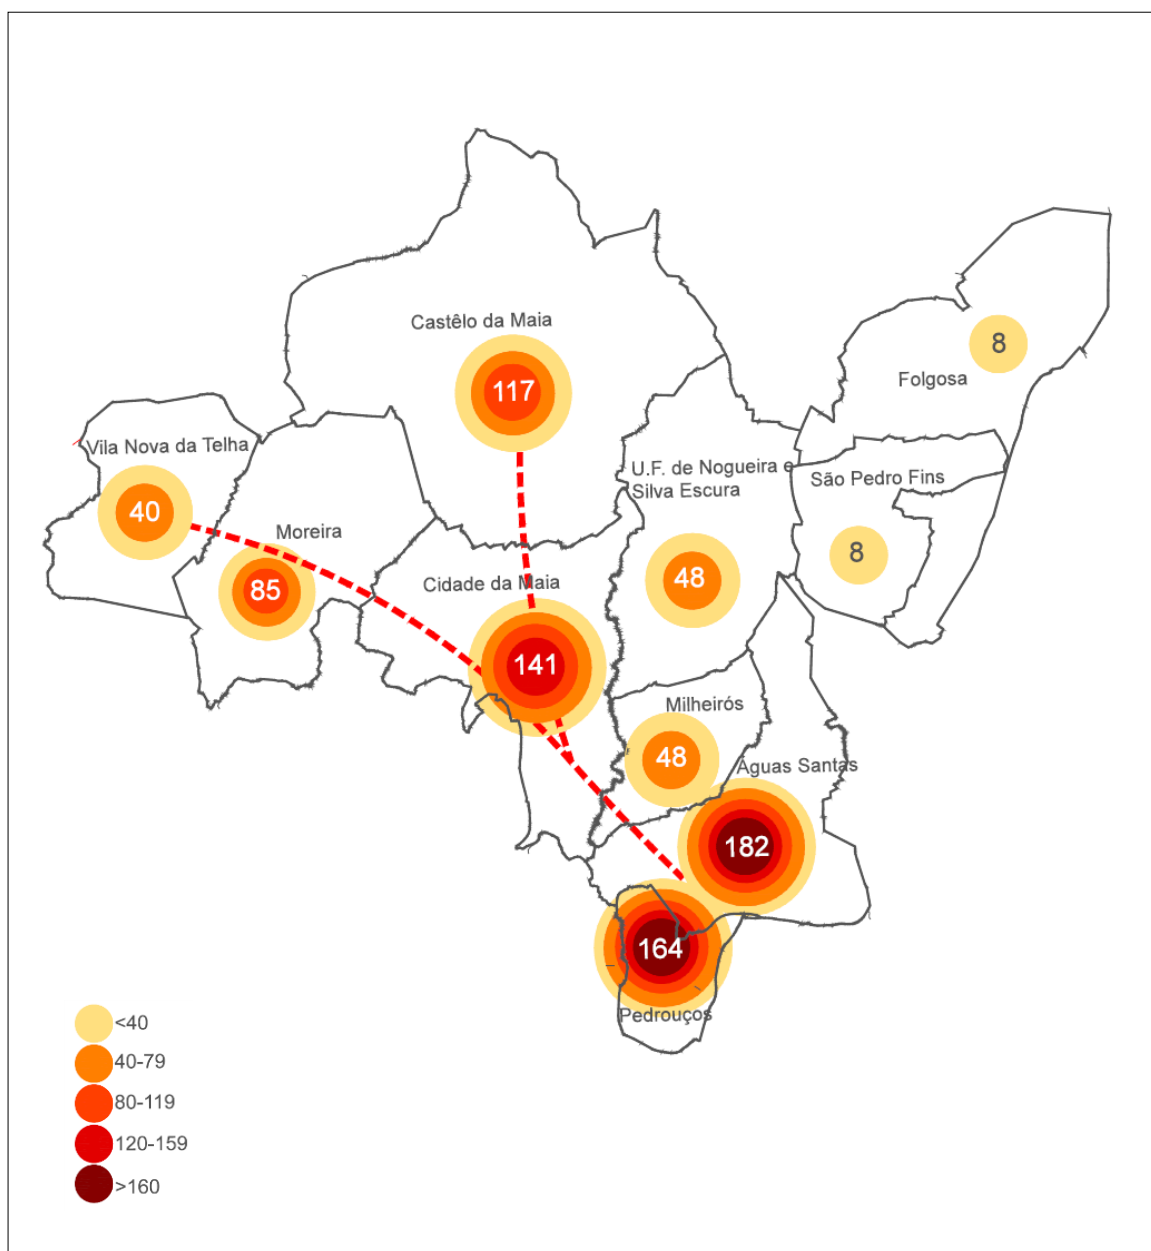 Castêlo da Maia
117
8
Folgosa
Vila Nova da Telha
40
U.F. de Nogueira e
Silva Escura
São Pedro Fins
Moreira
85
8
Cidade da Maia
48
141
Milheirós
48
Águas Santas
182
164
Pedrouços
<40
40-79
80-119
120-159
>160